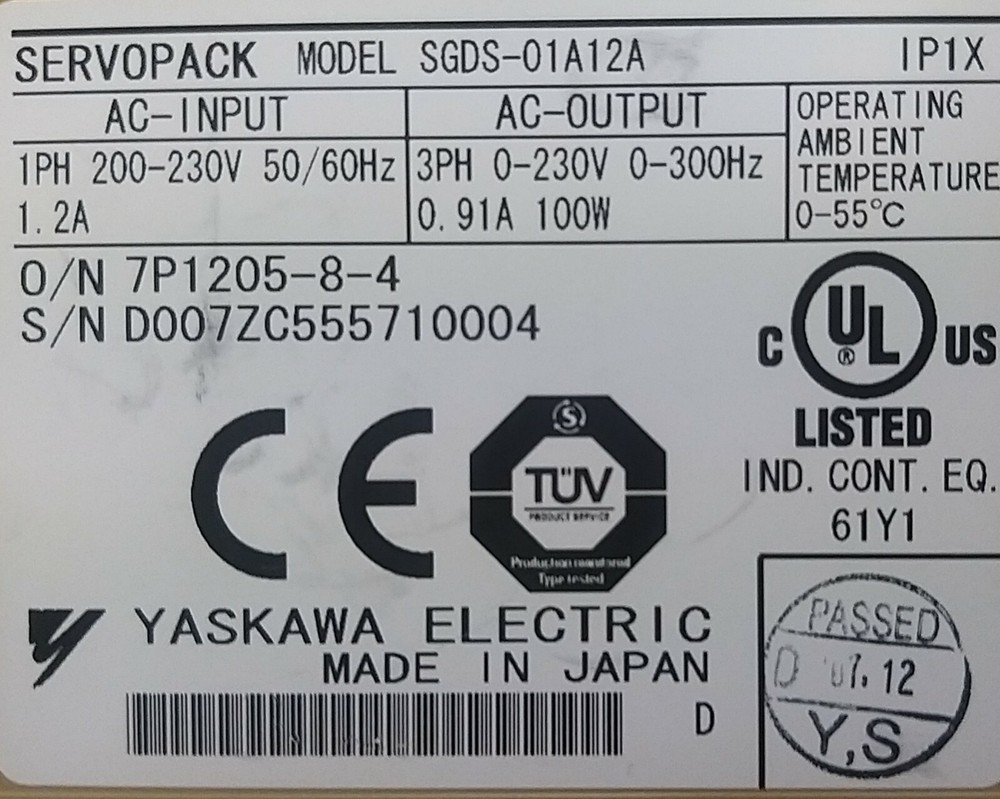 SERVOPACK MODEL SGDS-01A12A IP1X
AC-INPUT
1PH 200-230V 50/60Hz
1.2A
AC-OUTPUT
3PH 0-230V 0-300Hz
0.91A 100W
OPERATING
AMBIENT
TEMPERATURE
0-55°C
O/N 7P1205-8-4
S/N D007ZC555710004
C UL® US
LISTED
IND. CONT. EQ.
61Y1
CE
S
TÜV
PRODUCT SERVICE
Production monitored
Type tested
YASKAWA ELECTRIC
MADE IN JAPAN
D
PASSED
D '07.12
Y,S